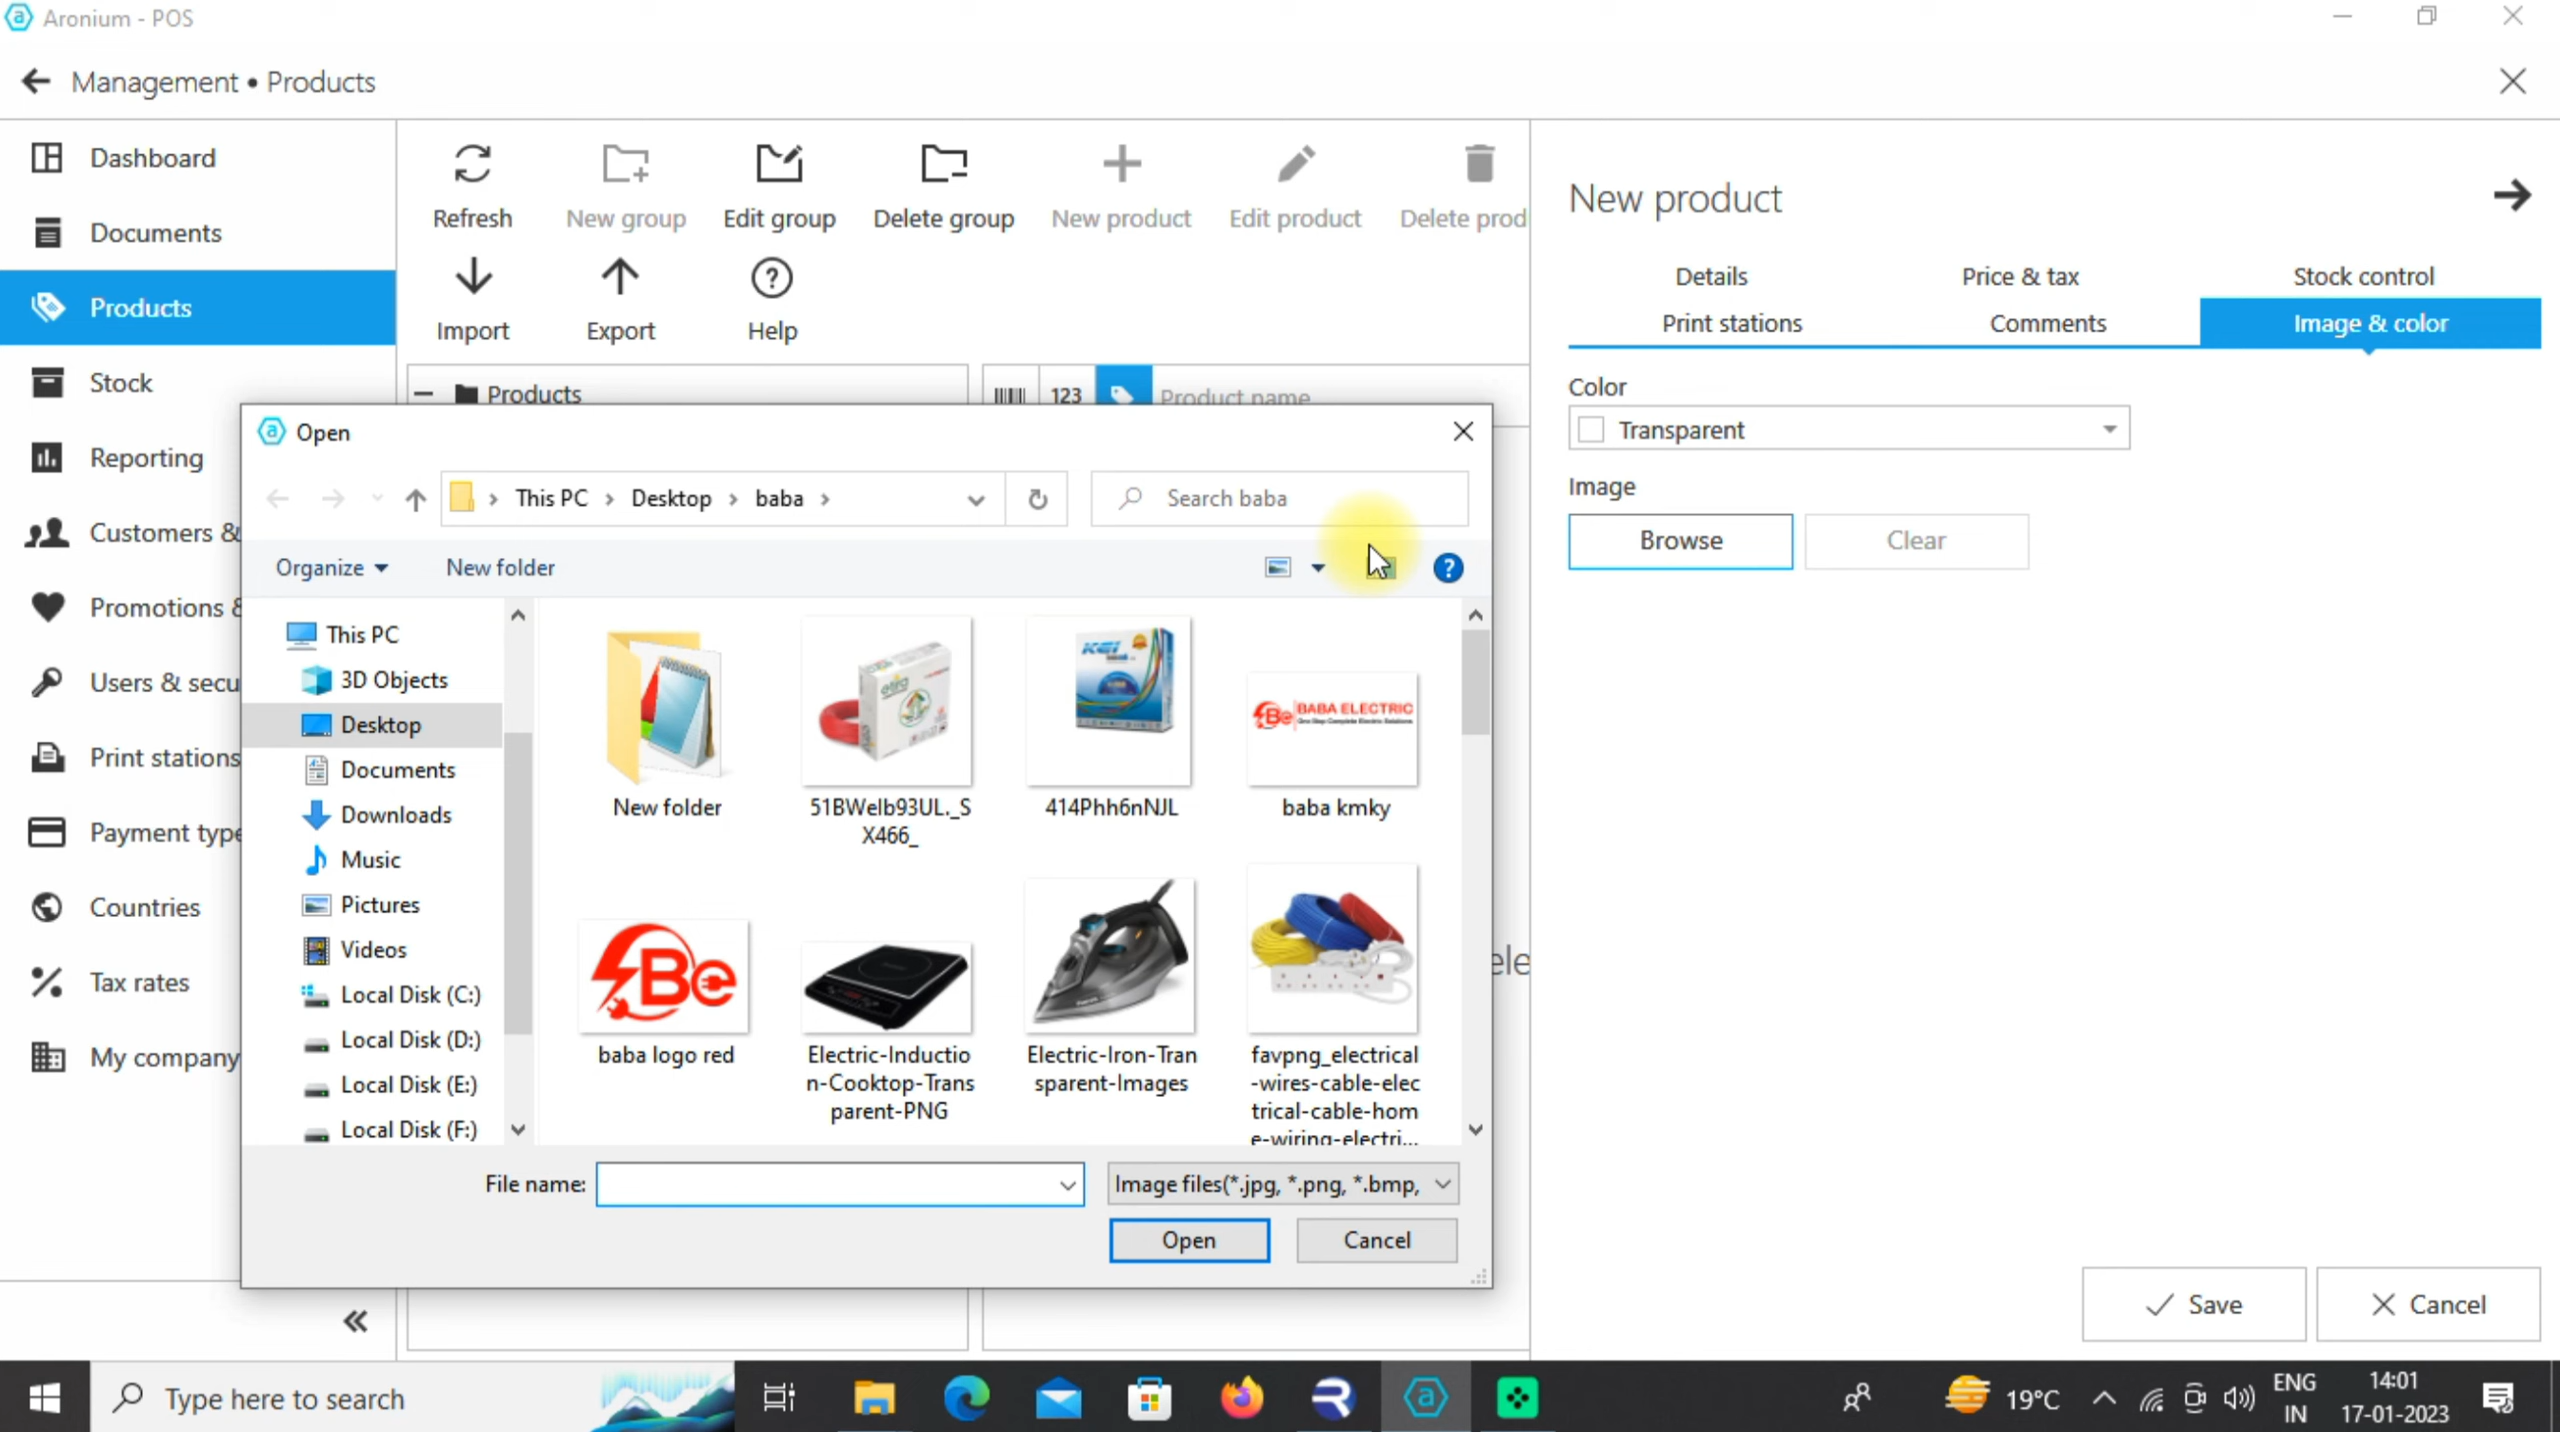 Aronium - POS
Management • Products
Dashboard
Documents
Products
Stock
Reporting
Customers &
Promotions &
Users & secu
Print stations
Payment type
Countries
Tax rates
My company
Refresh
New group
Edit group
Delete group
New product
Edit product
Delete prod
Import
Export
Help
Products
123
Product name
ele
Open
This PC > Desktop > baba >
Search baba
Organize
New folder
This PC
3D Objects
Desktop
Documents
Downloads
Music
Pictures
Videos
Local Disk (C:)
Local Disk (D:)
Local Disk (E:)
Local Disk (F:)
New folder
51BWelb93UL._S
X466_
KEI
414Phh6nNJL
Be BABA ELECTRIC
One Stop Complete Electric Solutions
baba kmky
Be
baba logo red
Electric-Inductio
n-Cooktop-Trans
parent-PNG
Electric-Iron-Tran
sparent-Images
favpng_electrical
-wires-cable-elec
trical-cable-hom
e-wiring-electri...
File name:
Image files(*.jpg, *.png, *.bmp,
Open
Cancel
New product
Details
Price & tax
Stock control
Print stations
Comments
Image & color
Color
Transparent
Image
Browse
Clear
Save
Cancel
Type here to search
19°C
ENG
IN
14:01
17-01-2023